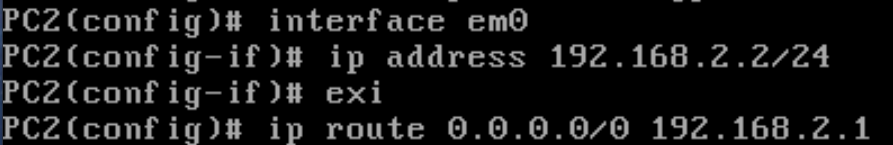 PC2(config)# interface em0
PC2(config-if)# ip address 192.168.2.2/24
PC2(config-if)# exi
PC2(config)# ip route 0.0.0.0/0 192.168.2.1